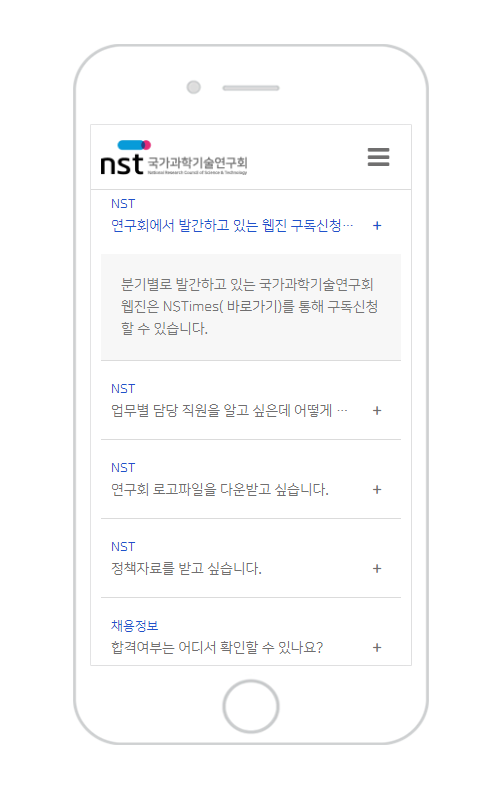 nst 국가과학기술연구회
National Research Council of Science & Technology
NST
연구회에서 발간하고 있는 웹진 구독신청… +
분기별로 발간하고 있는 국가과학기술연구회
웹진은 NSTimes( 바로가기)를 통해 구독신청
할 수 있습니다.
NST
업무별 담당 직원을 알고 싶은데 어떻게 … +
NST
연구회 로고파일을 다운받고 싶습니다. +
NST
정책자료를 받고 싶습니다. +
채용정보
합격여부는 어디서 확인할 수 있나요? +